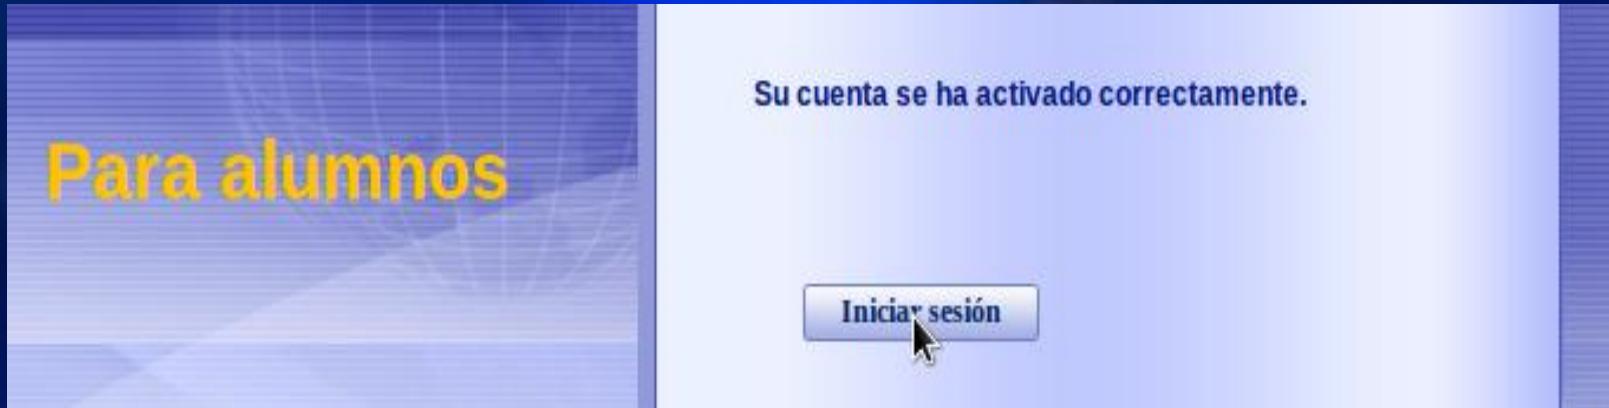 Para alumnos
Su cuenta se ha activado correctamente.
Iniciar sesión